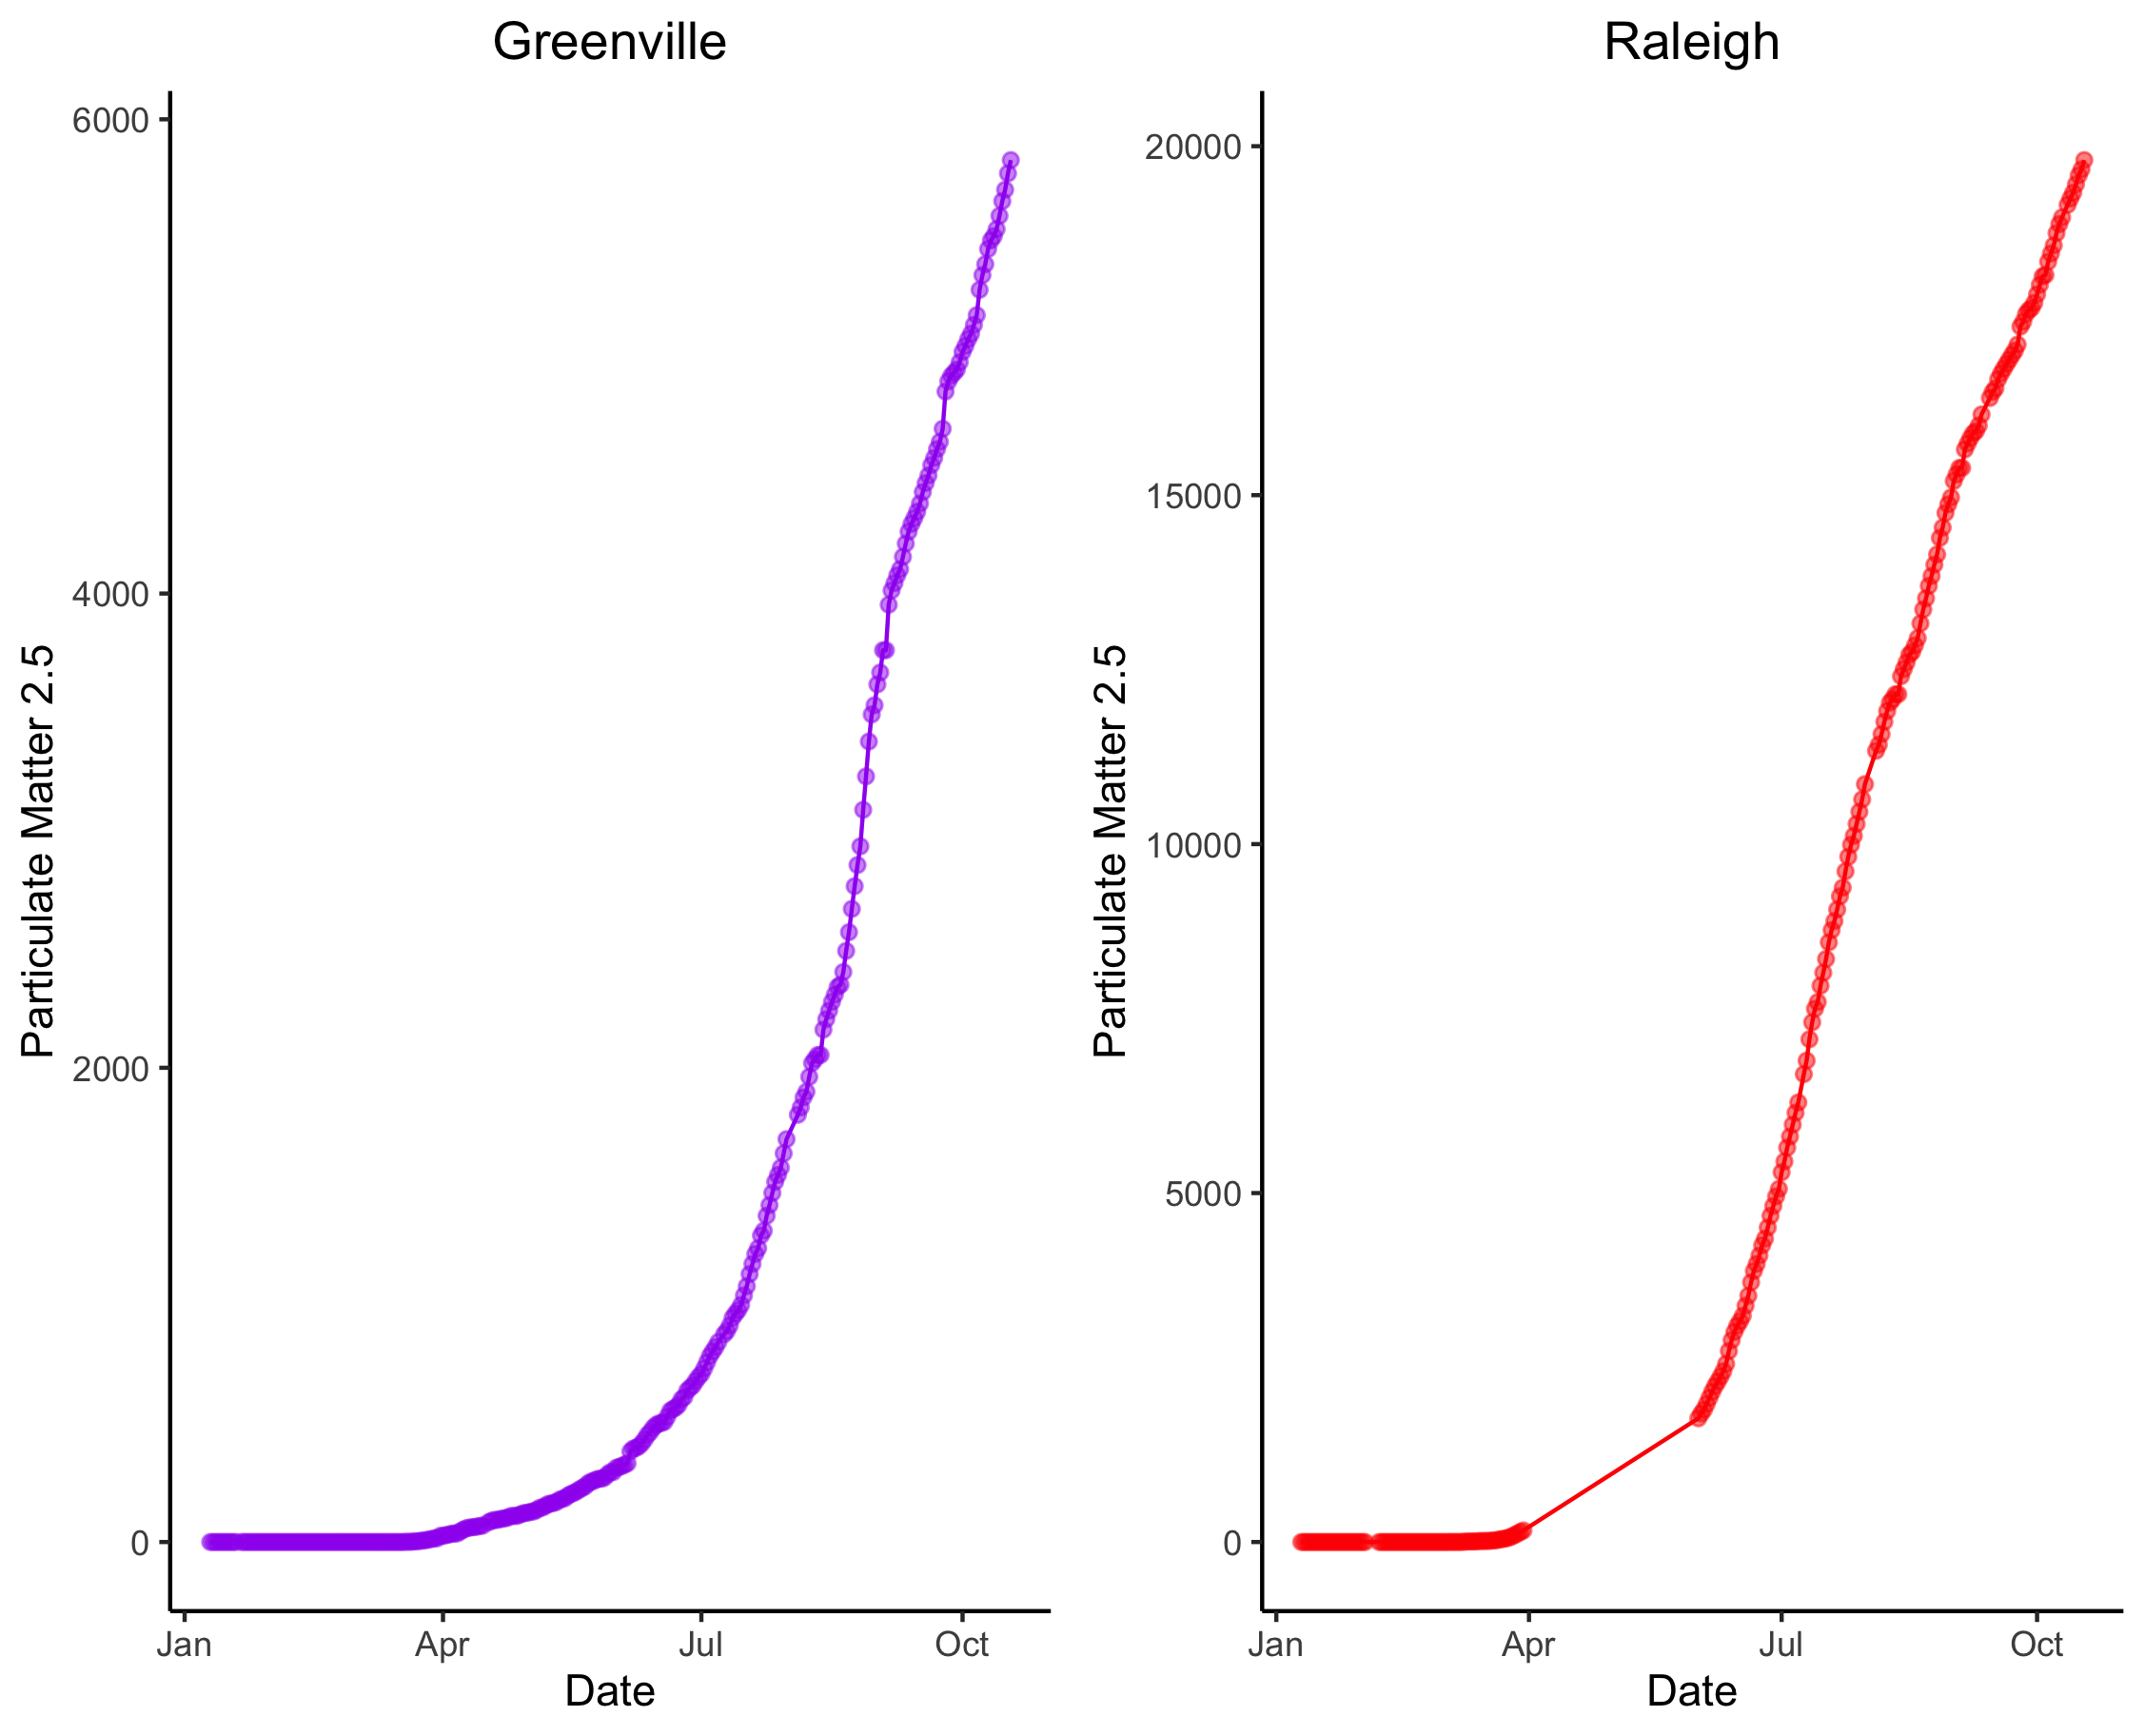 Greenville
Particulate Matter 2.5
6000
4000
2000
0
Jan Apr Jul Oct
Date
Raleigh
Particulate Matter 2.5
20000
15000
10000
5000
0
Jan Apr Jul Oct
Date